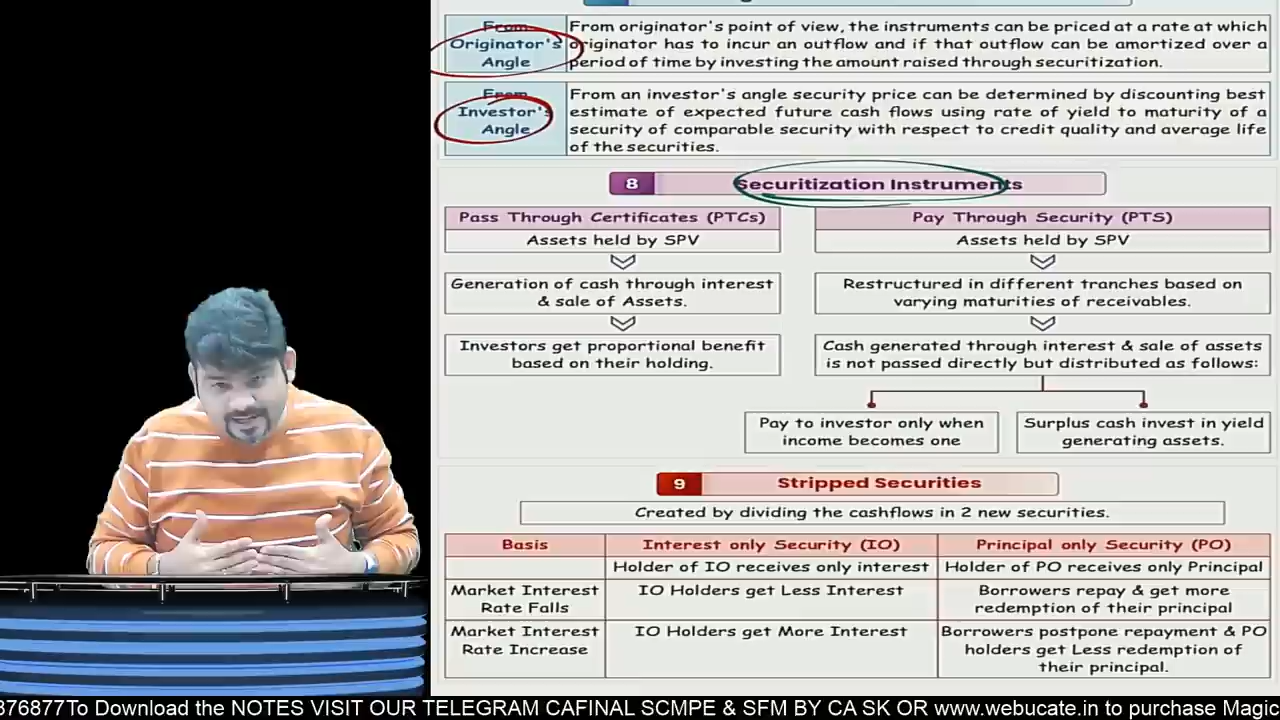 From
Originator's
Angle
From originator's point of view, the instruments can be priced at a rate at which
originator has to incur an outflow and if that outflow can be amortized over a
period of time by investing the amount raised through securitization.
From
Investor's
Angle
From an investor's angle security price can be determined by discounting best
estimate of expected future cash flows using rate of yield to maturity of a
security of comparable security with respect to credit quality and average life
of the securities.
8 Securitization Instruments
Pass Through Certificates (PTCs)
Assets held by SPV
Generation of cash through interest
& sale of Assets.
Investors get proportional benefit
based on their holding.
Pay Through Security (PTS)
Assets held by SPV
Restructured in different tranches based on
varying maturities of receivables.
Cash generated through interest & sale of assets
is not passed directly but distributed as follows:
Pay to investor only when
income becomes one
Surplus cash invest in yield
generating assets.
9 Stripped Securities
Created by dividing the cashflows in 2 new securities.
Basis Interest only Security (IO) Principal only Security (PO)
Holder of IO receives only interest Holder of PO receives only Principal
Market Interest
Rate Falls
IO Holders get Less Interest
Borrowers repay & get more
redemption of their principal
Market Interest
Rate Increase
IO Holders get More Interest
Borrowers postpone repayment & PO
holders get Less redemption of
their principal.
376877To Download the NOTES VISIT OUR TELEGRAM CAFINAL SCMPE & SFM BY CA SK OR www.webucate.in to purchase Magic